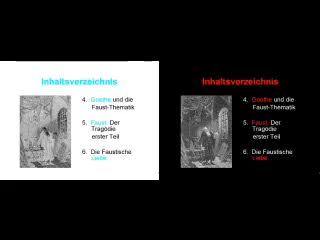 Inhaltsverzeichnis
4. Goethe und die
Faust-Thematik
5. Faust: Der
Tragödie
erster Teil
6. Die Faustische
Liebe
Inhaltsverzeichnis
4. Goethe und die
Faust-Thematik
5. Faust: Der
Tragödie
erster Teil
6. Die Faustische
Liebe